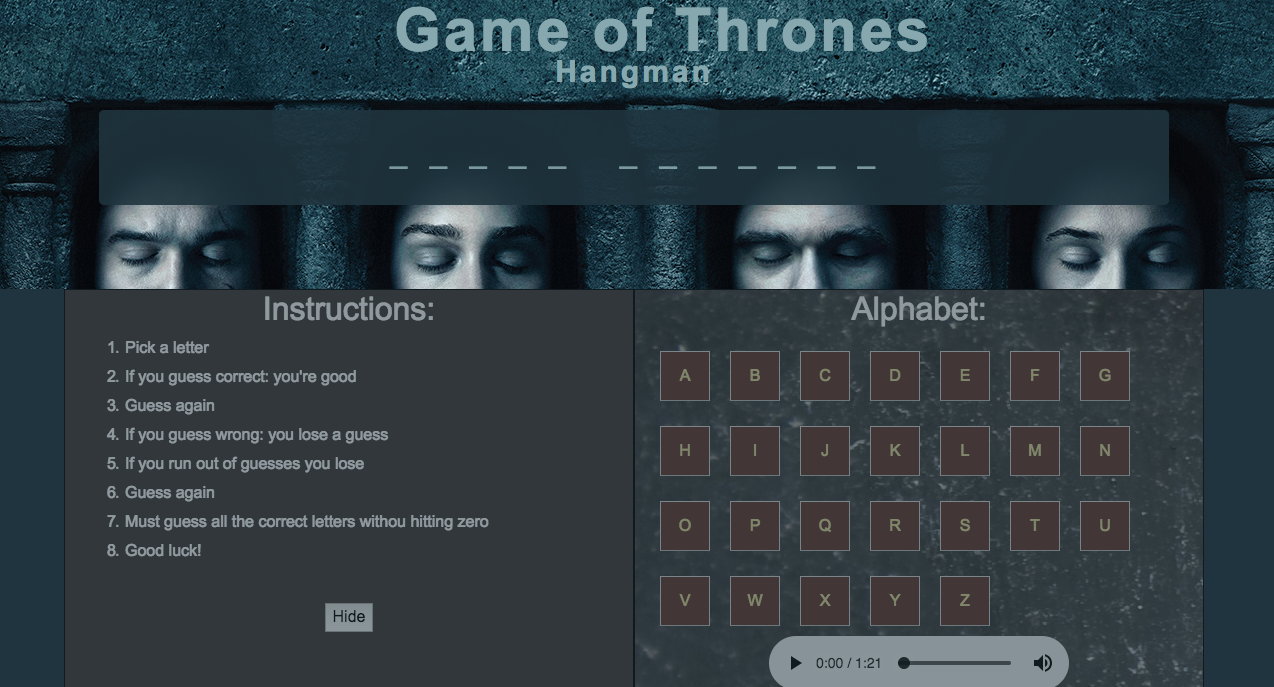 Game of Thrones
Hangman
_ _ _ _ _ _ _ _ _ _ _ _
Instructions:
1. Pick a letter
2. If you guess correct: you're good
3. Guess again
4. If you guess wrong: you lose a guess
5. If you run out of guesses you lose
6. Guess again
7. Must guess all the correct letters withou hitting zero
8. Good luck!
Hide
Alphabet:
A B C D E F G
H I J K L M N
O P Q R S T U
V W X Y Z
0:00 / 1:21